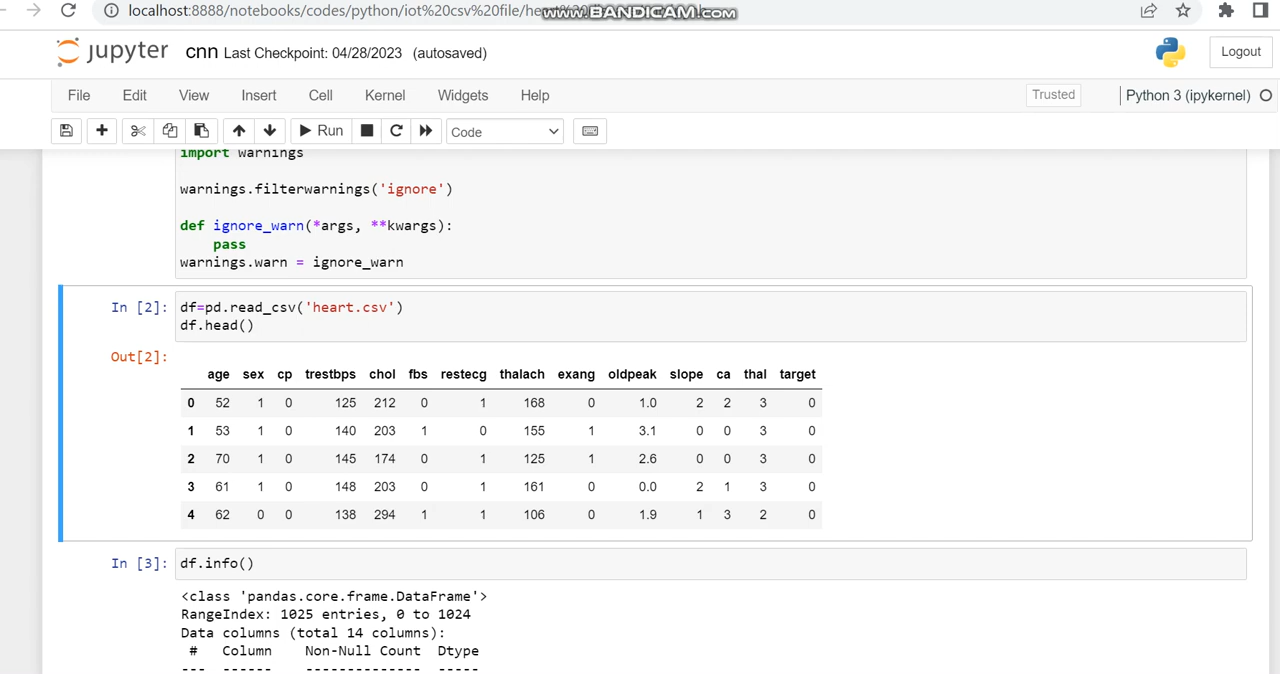 localhost:8888/notebooks/codes/python/iot%20csv%20file/he
www.BANDICAM.com
jupyter cnn Last Checkpoint: 04/28/2023 (autosaved)
Logout
File Edit View Insert Cell Kernel Widgets Help
Trusted
Python 3 (ipykernel)
Run
Code
import warnings
warnings.filterwarnings('ignore')
def ignore_warn(*args, **kwargs):
    pass
warnings.warn = ignore_warn
In [2]: df=pd.read_csv('heart.csv')
df.head()
Out[2]:
age sex cp trestbps chol fbs restecg thalach exang oldpeak slope ca thal target
0 52 1 0 125 212 0 1 168 0 1.0 2 2 3 0
1 53 1 0 140 203 1 0 155 1 3.1 0 0 3 0
2 70 1 0 145 174 0 1 125 1 2.6 0 0 3 0
3 61 1 0 148 203 0 1 161 0 0.0 2 1 3 0
4 62 0 0 138 294 1 1 106 0 1.9 1 3 2 0
In [3]: df.info()
<class 'pandas.core.frame.DataFrame'>
RangeIndex: 1025 entries, 0 to 1024
Data columns (total 14 columns):
# Column Non-Null Count Dtype
--- ------ -------------- -----